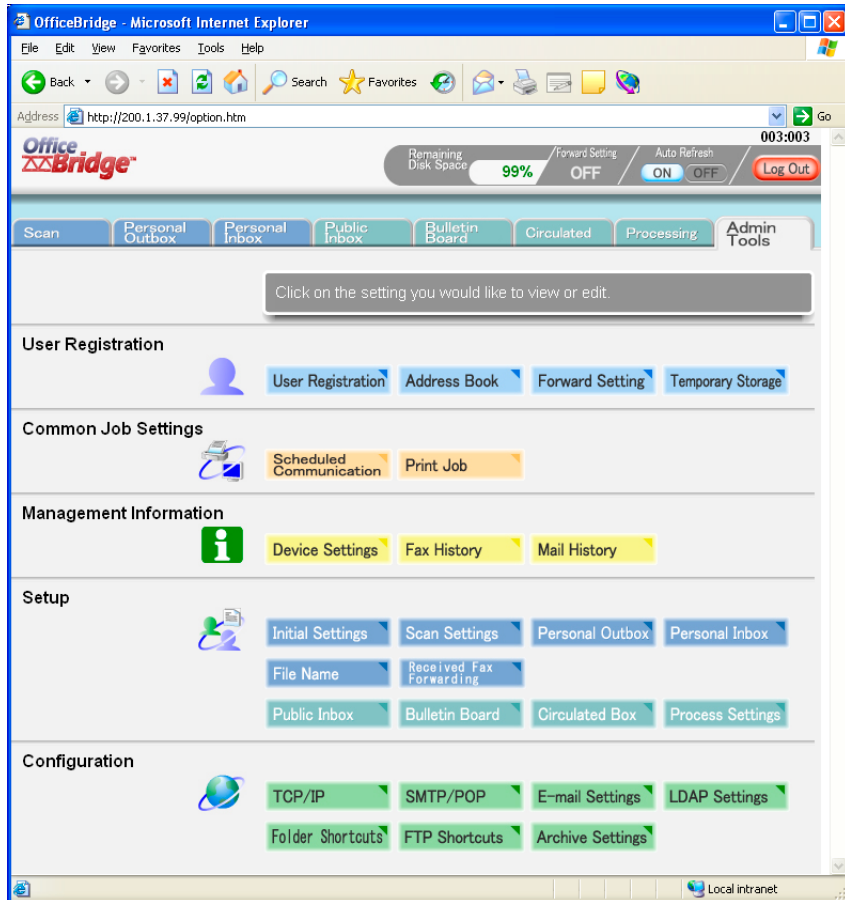 OfficeBridge - Microsoft Internet Explorer
File Edit View Favorites Tools Help
Back Search Favorites
Address http://200.1.37.99/option.htm Go
003:003
Office
Bridge™
Remaining
Disk Space 99%
Forward Setting
OFF
Auto Refresh
ON OFF
Log Out
Scan
Personal
Outbox
Personal
Inbox
Public
Inbox
Bulletin
Board
Circulated
Processing
Admin
Tools
Click on the setting you would like to view or edit.
User Registration
User Registration Address Book Forward Setting Temporary Storage
Common Job Settings
Scheduled
Communication
Print Job
Management Information
Device Settings Fax History Mail History
Setup
Initial Settings Scan Settings Personal Outbox Personal Inbox
File Name
Received Fax
Forwarding
Public Inbox Bulletin Board Circulated Box Process Settings
Configuration
TCP/IP SMTP/POP E-mail Settings LDAP Settings
Folder Shortcuts FTP Shortcuts Archive Settings
Local intranet